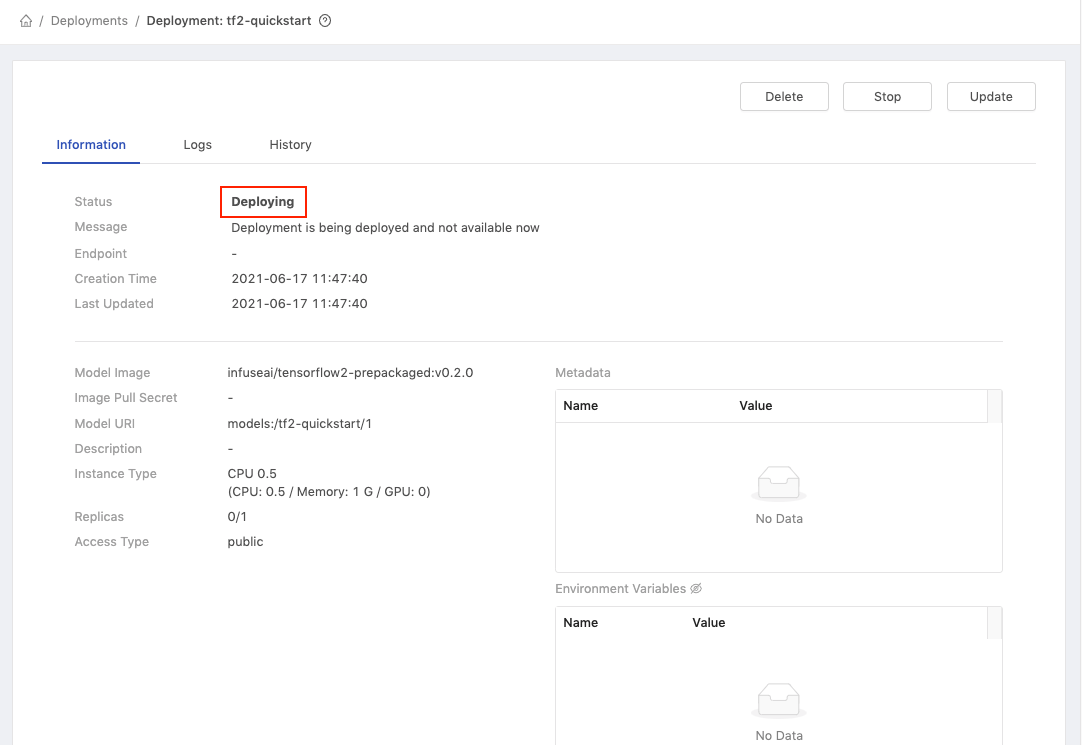 / Deployments / Deployment: tf2-quickstart
Delete Stop Update
Information Logs History
Status Deploying
Message Deployment is being deployed and not available now
Endpoint -
Creation Time 2021-06-17 11:47:40
Last Updated 2021-06-17 11:47:40
Model Image infuseai/tensorflow2-prepackaged:v0.2.0
Image Pull Secret -
Model URI models:/tf2-quickstart/1
Description -
Instance Type CPU 0.5
(CPU: 0.5 / Memory: 1 G / GPU: 0)
Replicas 0/1
Access Type public
Metadata
Name Value
No Data
Environment Variables
Name Value
No Data